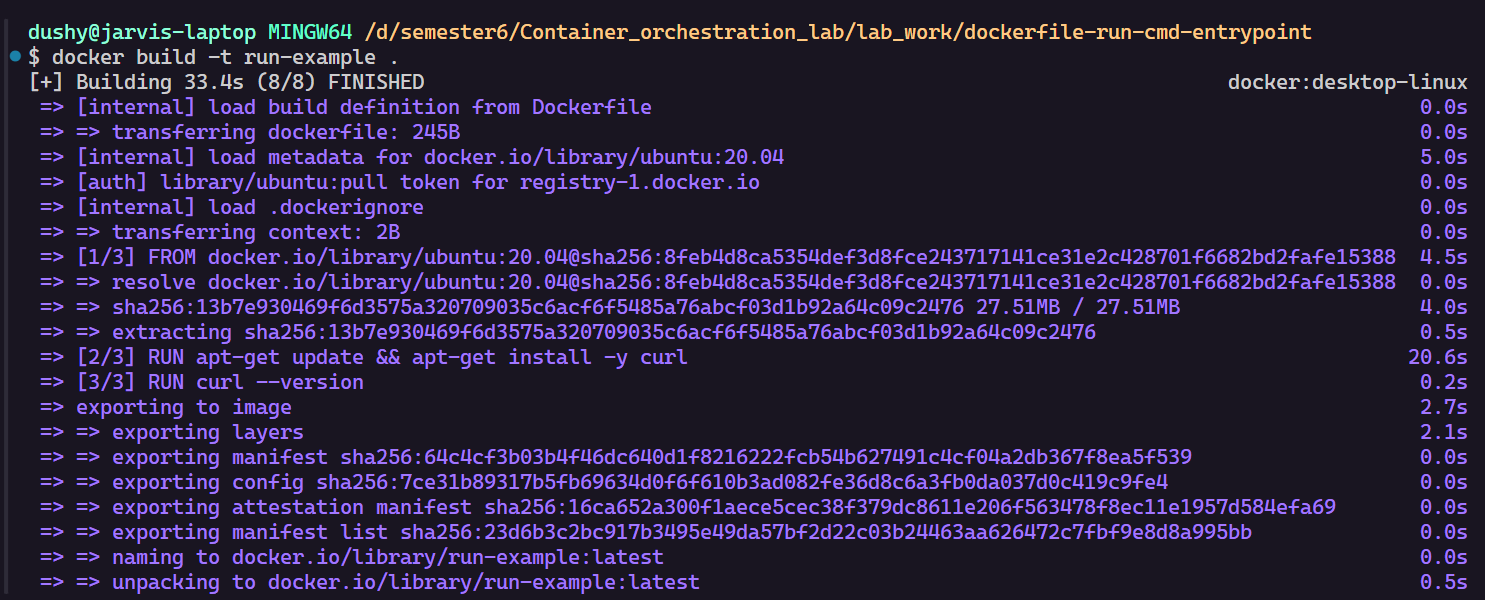 dushy@jarvis-laptop MINGW64 /d/semester6/Container_orchestration_lab/lab_work/dockerfile-run-cmd-entrypoint
$ docker build -t run-example .
[+] Building 33.4s (8/8) FINISHED docker:desktop-linux
=> [internal] load build definition from Dockerfile 0.0s
=> => transferring dockerfile: 245B 0.0s
=> [internal] load metadata for docker.io/library/ubuntu:20.04 5.0s
=> [auth] library/ubuntu:pull token for registry-1.docker.io 0.0s
=> [internal] load .dockerignore 0.0s
=> => transferring context: 2B 0.0s
=> [1/3] FROM docker.io/library/ubuntu:20.04@sha256:8feb4d8ca5354def3d8fce243717141ce31e2c428701f6682bd2fafe15388 4.5s
=> => resolve docker.io/library/ubuntu:20.04@sha256:8feb4d8ca5354def3d8fce243717141ce31e2c428701f6682bd2fafe15388 0.0s
=> => sha256:13b7e930469f6d3575a320709035c6acf6f5485a76abcf03d1b92a64c09c2476 27.51MB / 27.51MB 4.0s
=> => extracting sha256:13b7e930469f6d3575a320709035c6acf6f5485a76abcf03d1b92a64c09c2476 0.5s
=> [2/3] RUN apt-get update && apt-get install -y curl 20.6s
=> [3/3] RUN curl --version 0.2s
=> exporting to image 2.7s
=> => exporting layers 2.1s
=> => exporting manifest sha256:64c4cf3b03b4f46dc640d1f8216222fcb54b627491c4cf04a2db367f8ea5f539 0.0s
=> => exporting config sha256:7ce31b89317b5fb69634d0f6f610b3ad082fe36d8c6a3fb0da037d0c419c9fe4 0.0s
=> => exporting attestation manifest sha256:16ca652a300f1aece5cec38f379dc8611e206f563478f8ec11e1957d584efa69 0.0s
=> => exporting manifest list sha256:23d6b3c2bc917b3495e49da57bf2d22c03b24463aa626472c7fbf9e8d8a995bb 0.0s
=> => naming to docker.io/library/run-example:latest 0.0s
=> => unpacking to docker.io/library/run-example:latest 0.5s